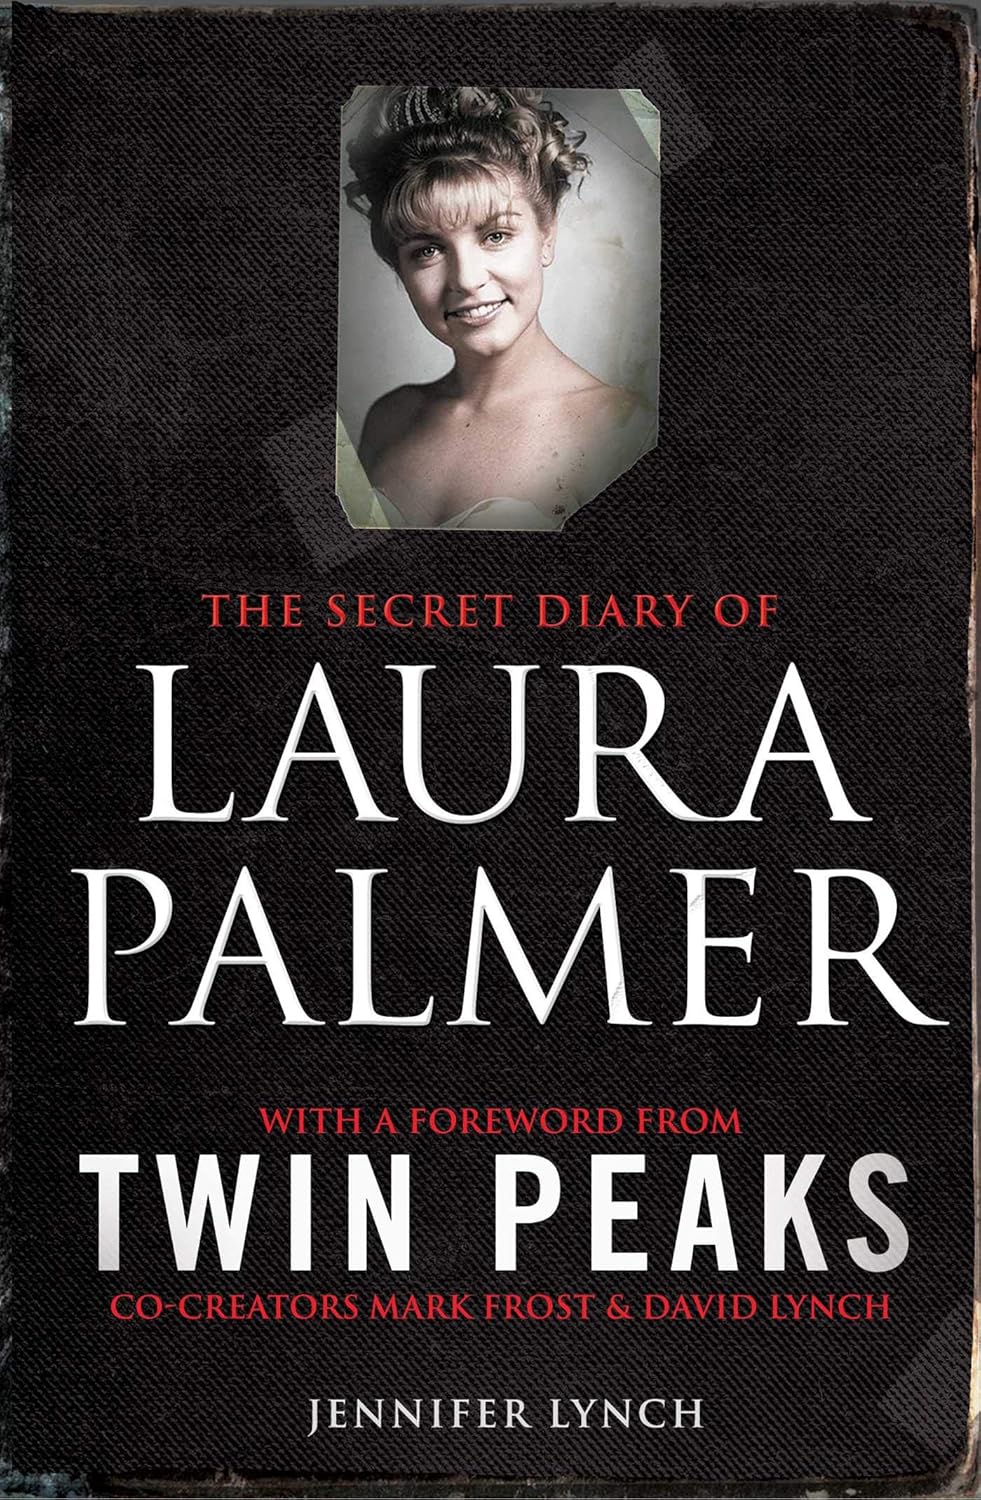 THE SECRET DIARY OF
LAURA
PALMER
WITH A FOREWORD FROM
TWIN PEAKS
CO-CREATORS MARK FROST & DAVID LYNCH
JENNIFER LYNCH